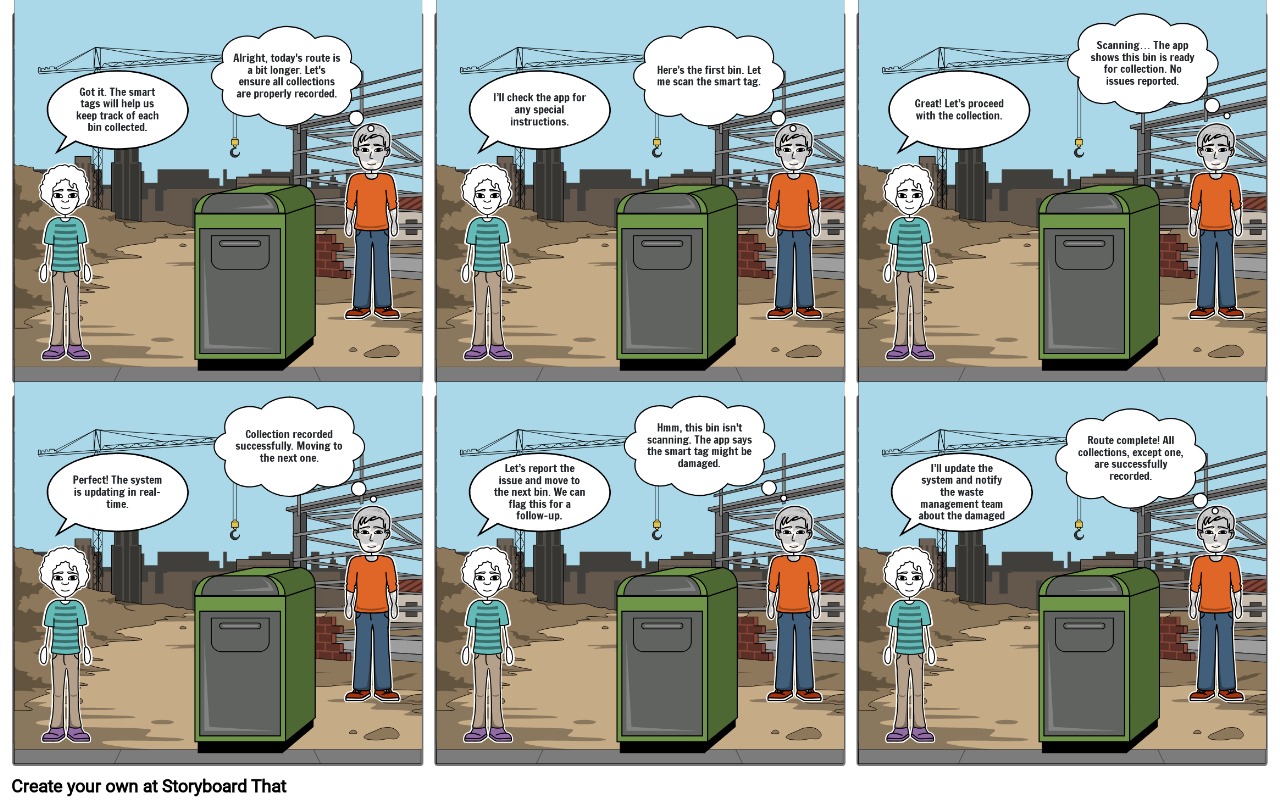 Alright, today's route is
a bit longer. Let's
ensure all collections
are properly recorded.
Got it. The smart
tags will help us
keep track of each
bin collected.
Here's the first bin. Let
me scan the smart tag.
I'll check the app for
any special
instructions.
Scanning... The app
shows this bin is ready
for collection. No
issues reported.
Great! Let's proceed
with the collection.
Collection recorded
successfully. Moving to
the next one.
Perfect! The system
is updating in real-
time.
Hmm, this bin isn't
scanning. The app says
the smart tag might be
damaged.
Let's report the
issue and move to
the next bin. We can
flag this for a
follow-up.
Route complete! All
collections, except one,
are successfully
recorded.
I'll update the
system and notify
the waste
management team
about the damaged
Create your own at Storyboard That